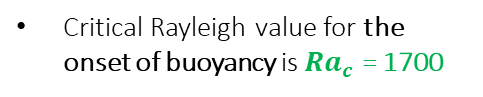 • Critical Rayleigh value for the
onset of buoyancy is Ra_c = 1700